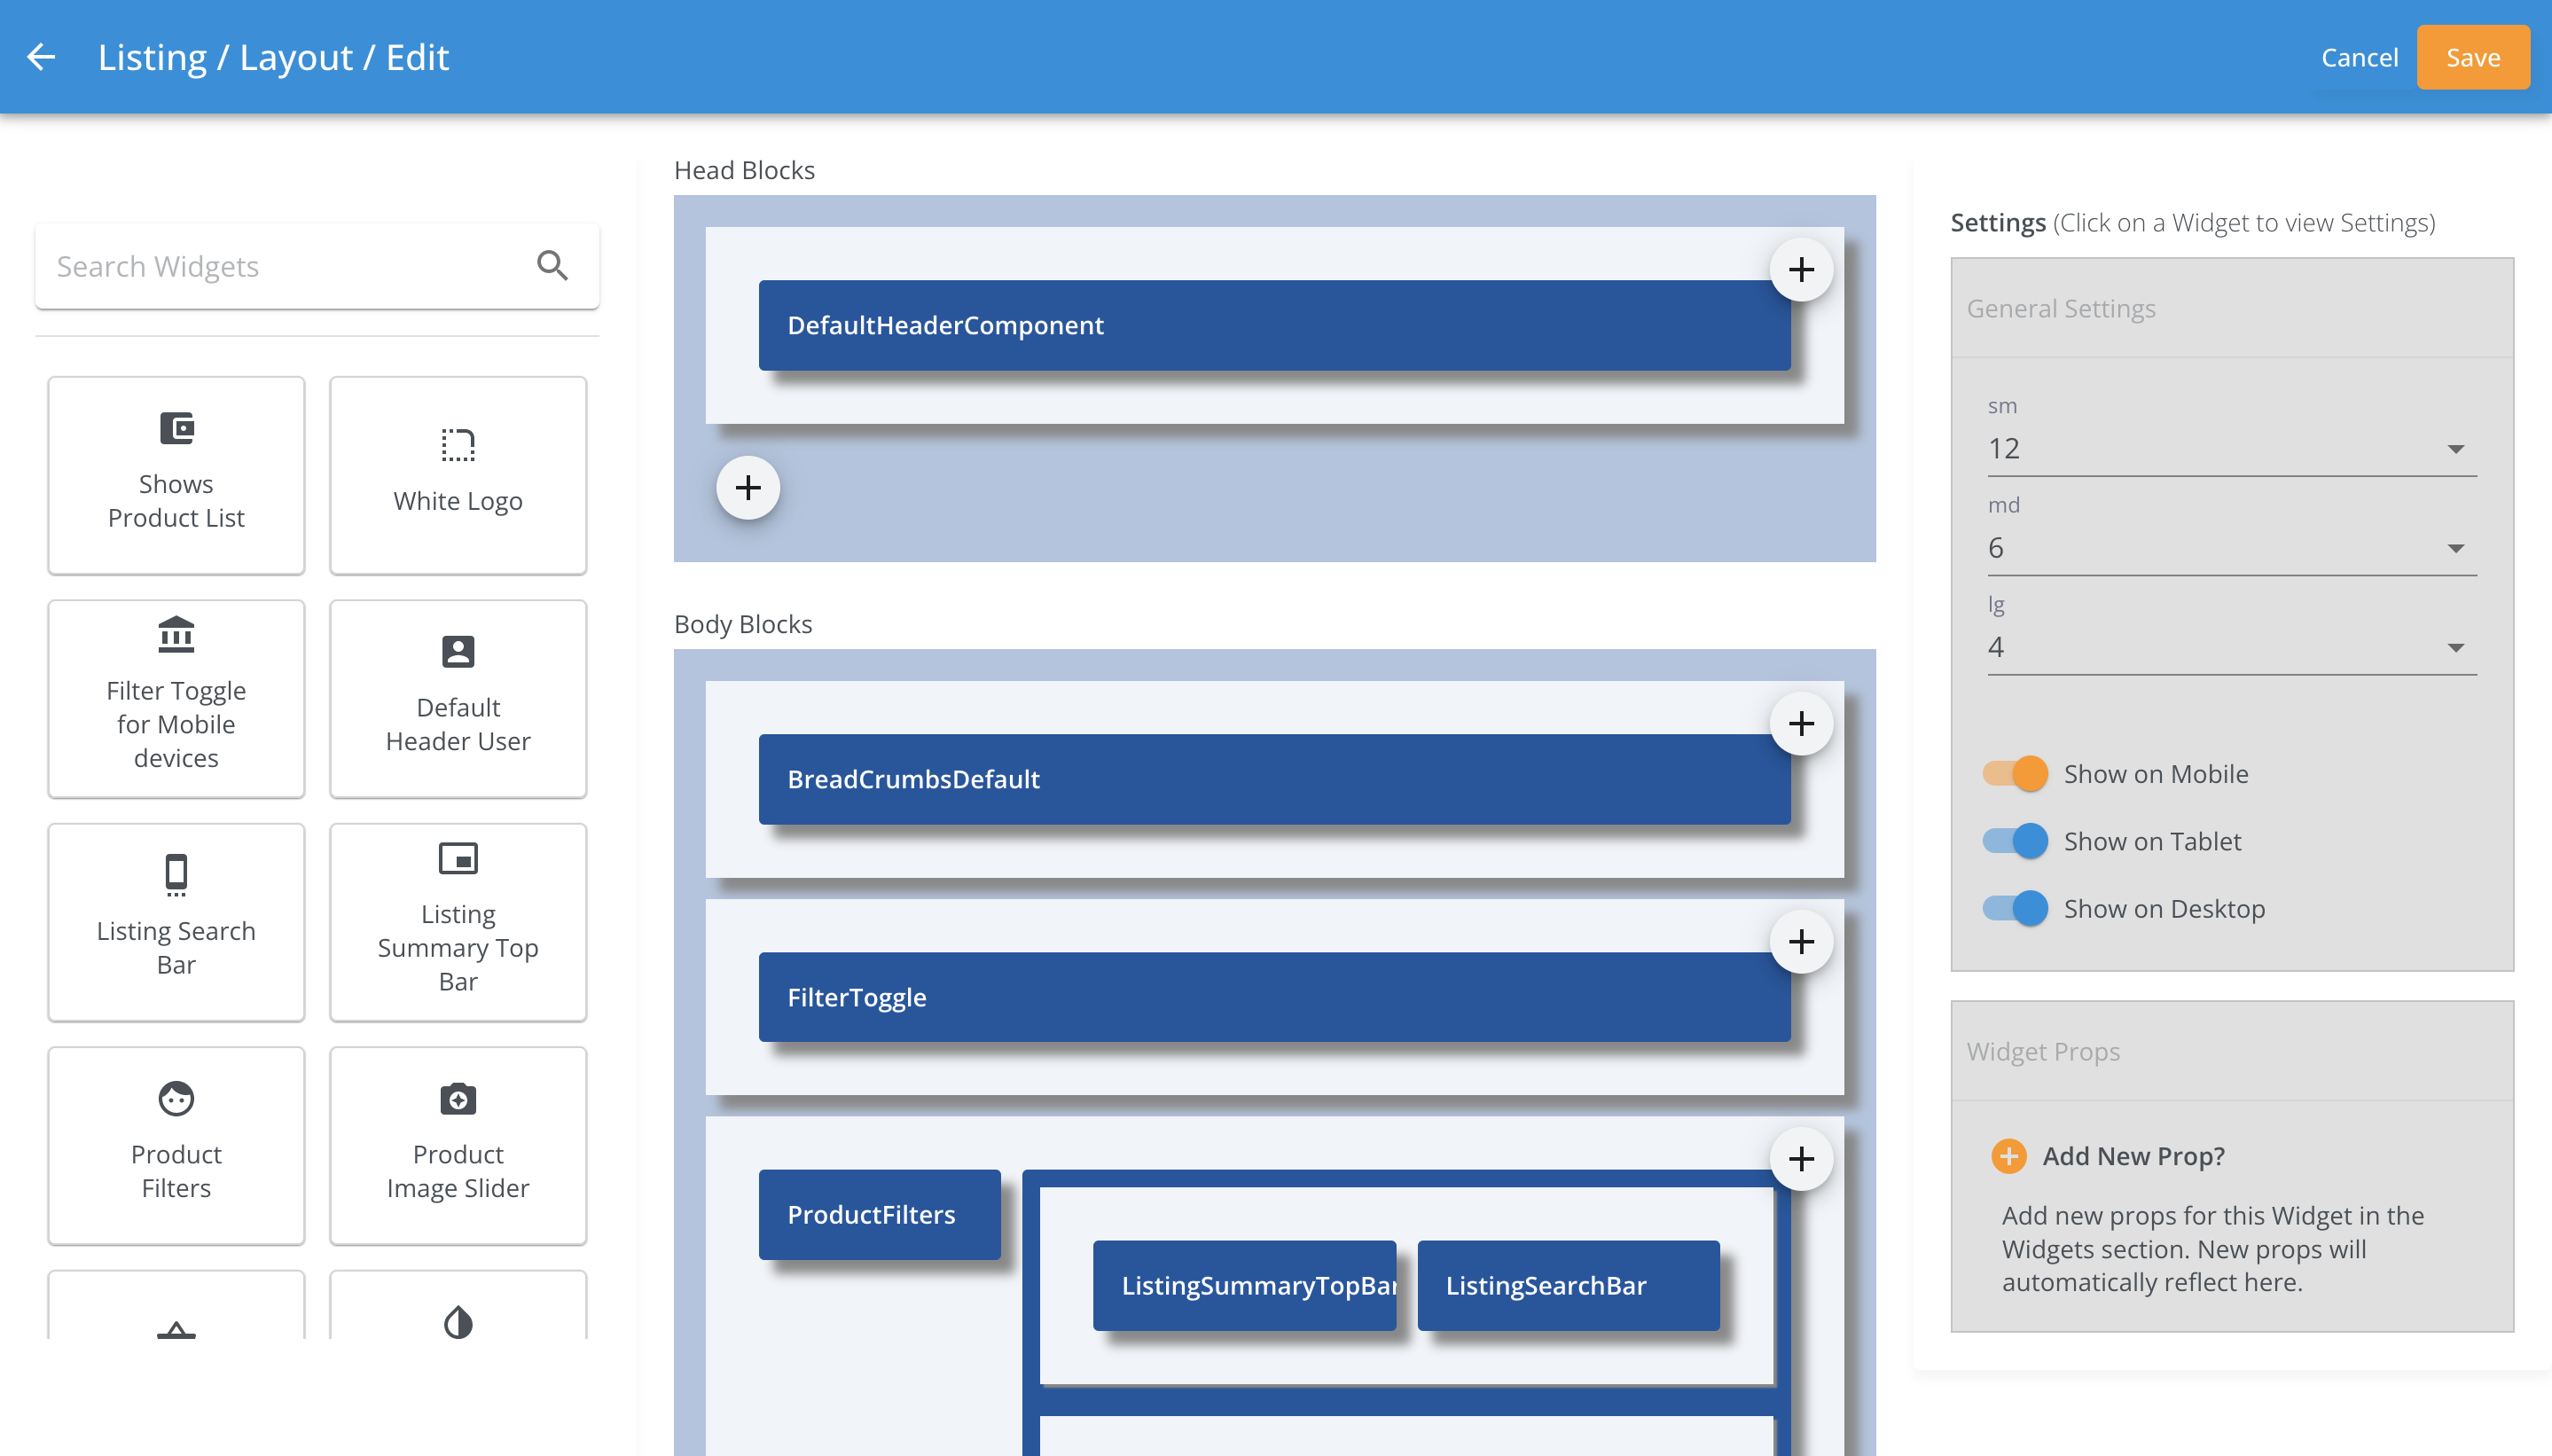 Listing / Layout / Edit
Cancel
Save
Search Widgets
Shows
Product List
White Logo
Filter Toggle
for Mobile
devices
Default
Header User
Listing Search
Bar
Listing
Summary Top
Bar
Product
Filters
Product
Image Slider
Head Blocks
DefaultHeaderComponent
Body Blocks
BreadCrumbsDefault
FilterToggle
ProductFilters
ListingSummaryTopBar
ListingSearchBar
Settings (Click on a Widget to view Settings)
General Settings
sm
12
md
6
lg
4
Show on Mobile
Show on Tablet
Show on Desktop
Widget Props
Add New Prop?
Add new props for this Widget in the
Widgets section. New props will
automatically reflect here.